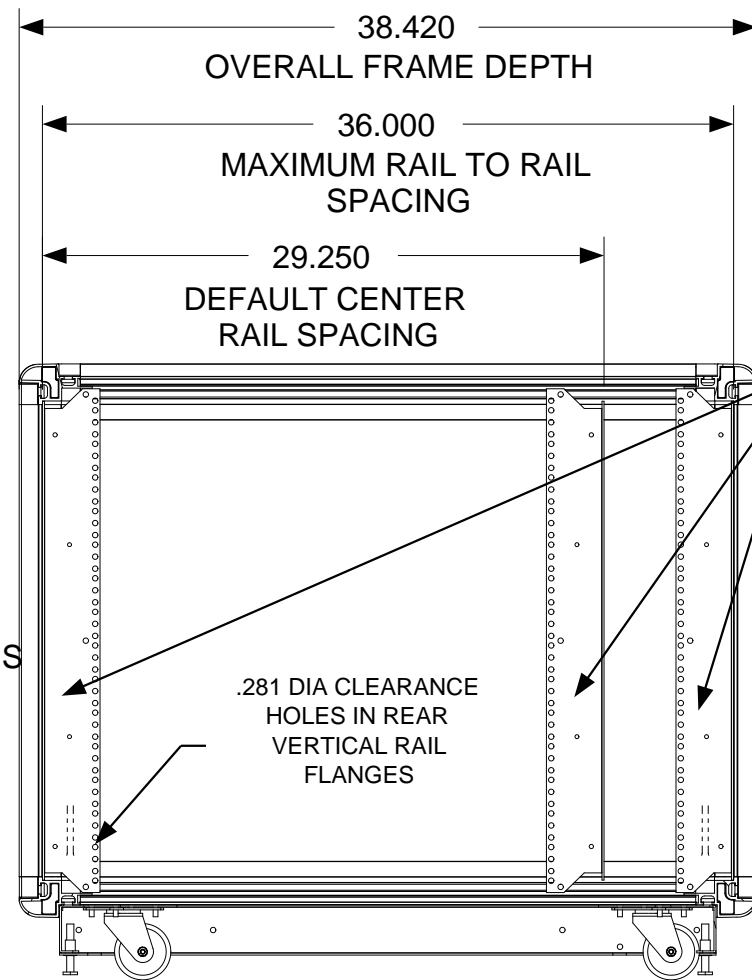 38.420
OVERALL FRAME DEPTH
36.000
MAXIMUM RAIL TO RAIL
SPACING
29.250
DEFAULT CENTER
RAIL SPACING
S
.281 DIA CLEARANCE
HOLES IN REAR
VERTICAL RAIL
FLANGES